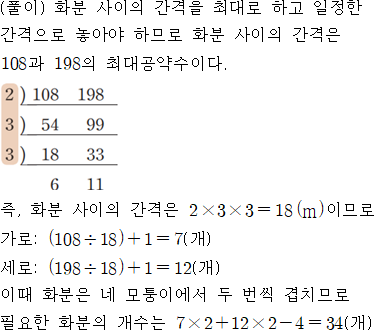 (풀이) 화분 사이의 간격을 최대로 하고 일정한
간격으로 놓아야 하므로 화분 사이의 간격은
108과 198의 최대공약수이다.
2 ) 108 198
3 ) 54 99
3 ) 18 33
6 11
즉, 화분 사이의 간격은 2×3×3=18(m)이므로
가로: (108÷18)+1=7(개)
세로: (198÷18)+1=12(개)
이때 화분은 네 모퉁이에서 두 번씩 겹치므로
필요한 화분의 개수는 7×2+12×2-4=34(개)